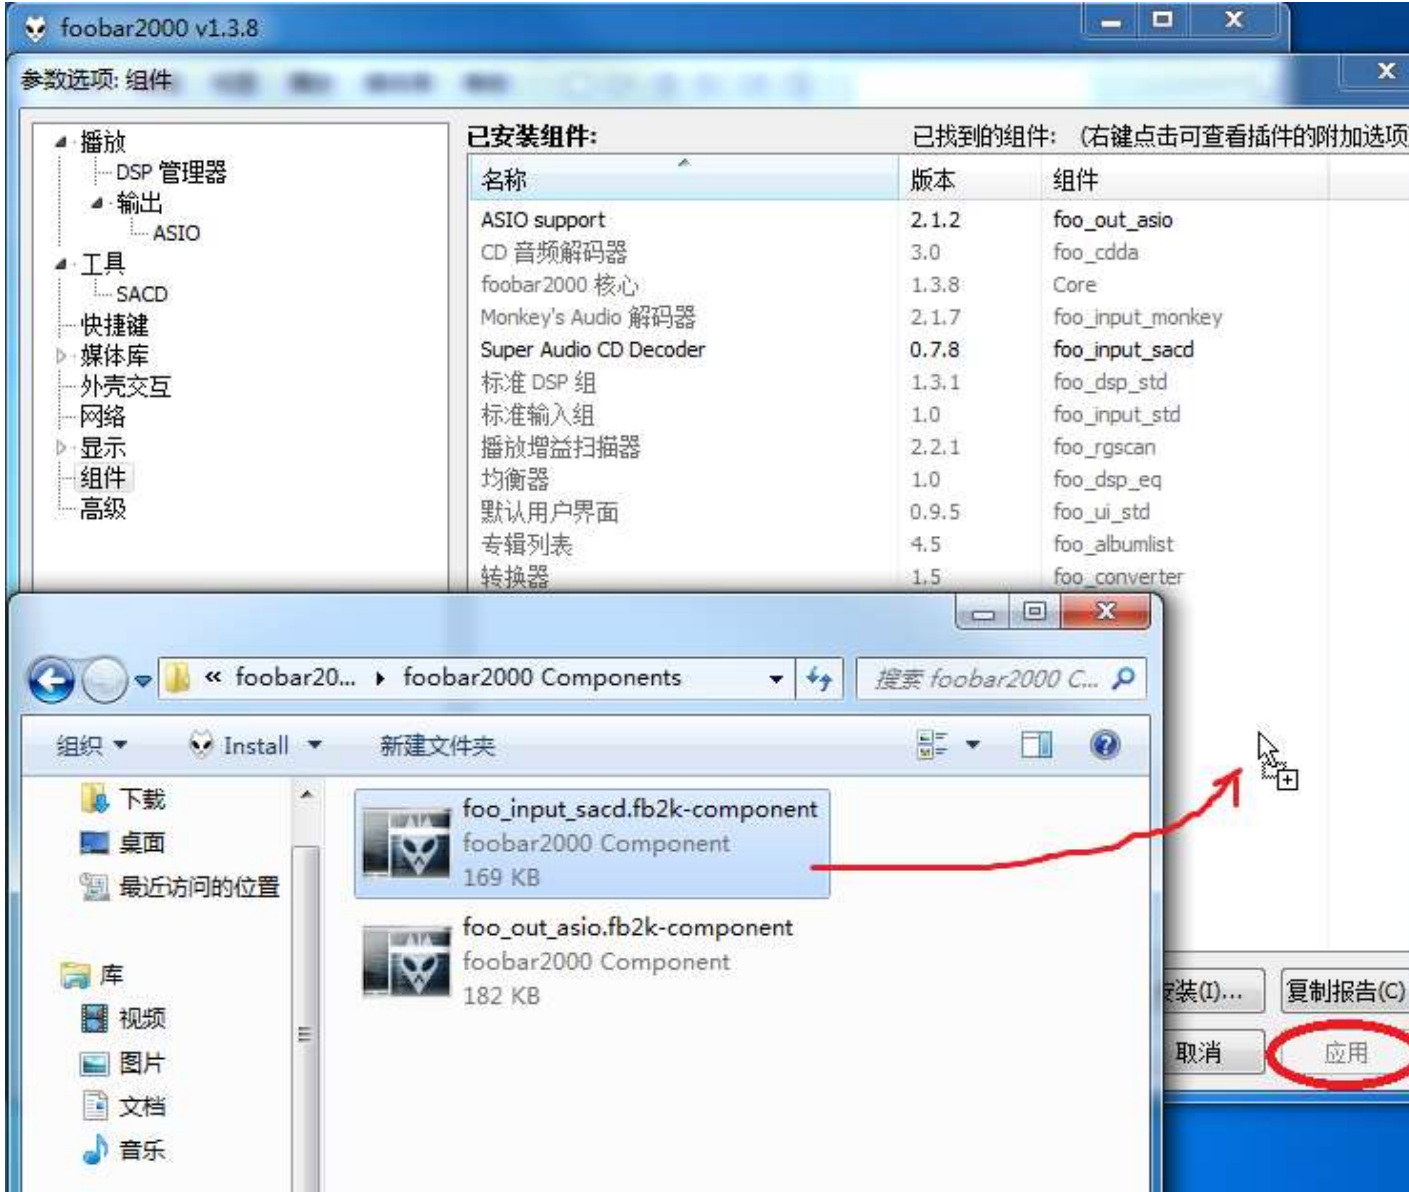 foobar2000 v1.3.8
参数选项: 组件
播放
DSP 管理器
输出
ASIO
工具
SACD
快捷键
媒体库
外壳交互
网络
显示
组件
高级
已安装组件: 已找到的组件: (右键点击可查看插件的附加选项
名称 版本 组件
ASIO support 2.1.2 foo_out_asio
CD 音频解码器 3.0 foo_cdda
foobar2000 核心 1.3.8 Core
Monkey's Audio 解码器 2.1.7 foo_input_monkey
Super Audio CD Decoder 0.7.8 foo_input_sacd
标准 DSP 组 1.3.1 foo_dsp_std
标准输入组 1.0 foo_input_std
播放增益扫描器 2.2.1 foo_rgscan
均衡器 1.0 foo_dsp_eq
默认用户界面 0.9.5 foo_ui_std
专辑列表 4.5 foo_albumlist
转换器 1.5 foo_converter
« foobar20... foobar2000 Components 搜索 foobar2000 C...
组织 Install 新建文件夹
下载
桌面
最近访问的位置
库
视频
图片
文档
音乐
foo_input_sacd.fb2k-component
foobar2000 Component
169 KB
foo_out_asio.fb2k-component
foobar2000 Component
182 KB
装(I)... 复制报告(C)
取消 应用